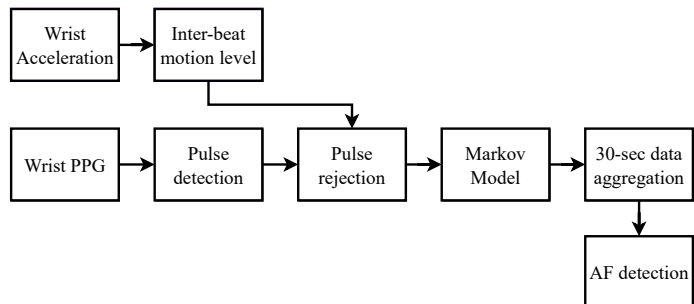 Wrist
Acceleration
Inter-beat
motion level
Wrist PPG
Pulse
detection
Pulse
rejection
Markov
Model
30-sec data
aggregation
AF detection